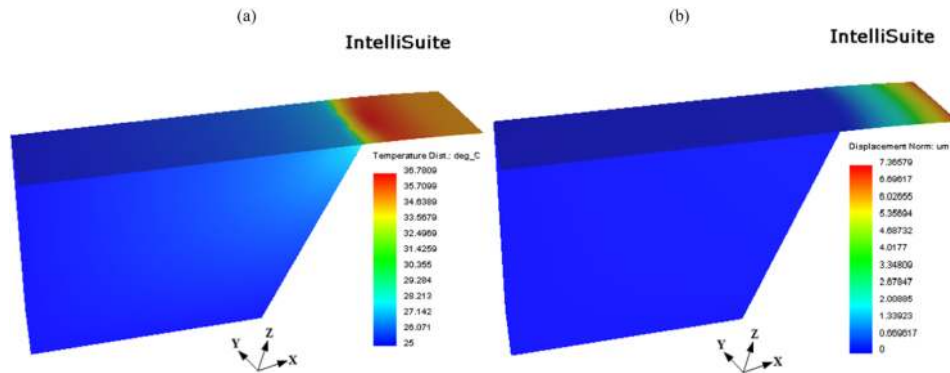 (a)
IntelliSuite
Temperature Dist.: deg_C
36.7809
35.7099
34.6389
33.5679
32.4969
31.4259
30.355
29.284
28.213
27.142
26.071
25
Y
Z
X
(b)
IntelliSuite
Displacement Norm: um
7.36579
6.69617
6.02655
5.35694
4.68732
4.0177
3.34809
2.67847
2.00885
1.33923
0.669617
0
Y
Z
X